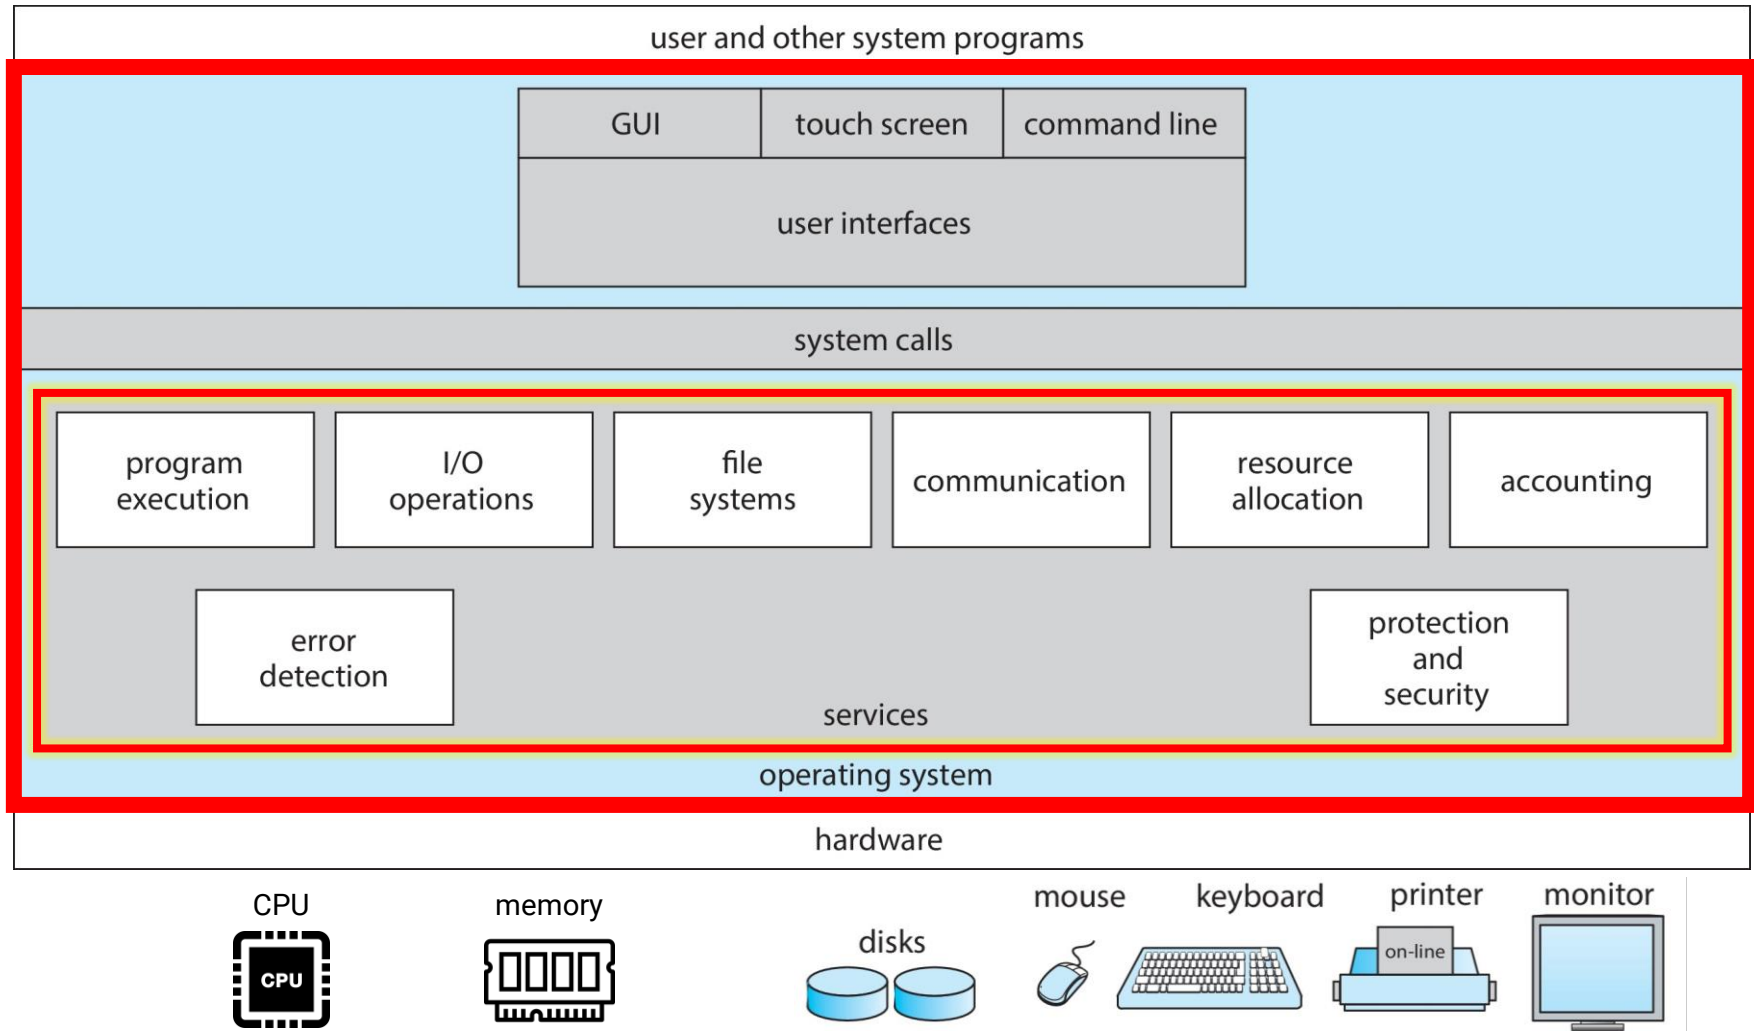 user and other system programs
GUI
touch screen
command line
user interfaces
system calls
program
execution
I/O
operations
file
systems
communication
resource
allocation
accounting
error
detection
protection
and
security
services
operating system
hardware
CPU
memory
disks
mouse
keyboard
printer
monitor
CPU
on-line